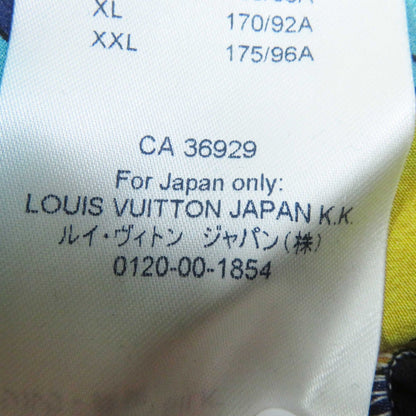 XL 170/92A
XXL 175/96A
CA 36929
For Japan only:
LOUIS VUITTON JAPAN K.K.
ルイ・ヴィトン ジャパン(株)
0120-00-1854